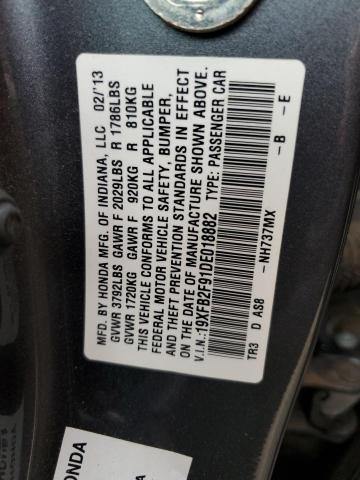 MFD. BY HONDA MFG. OF INDIANA, LLC 02/'13
GVWR 3792LBS GAWR F 2029LBS R 1786LBS
GVWR 1720KG GAWR F 920KG R 810KG
THIS VEHICLE CONFORMS TO ALL APPLICABLE
FEDERAL MOTOR VEHICLE SAFETY, BUMPER,
AND THEFT PREVENTION STANDARDS IN EFFECT
ON THE DATE OF MANUFACTURE SHOWN ABOVE.
V.I.N.: 19XFB2F91DE018882 TYPE: PASSENGER CAR
TR3 D AS8 -NH737MX -B -E
HONDA